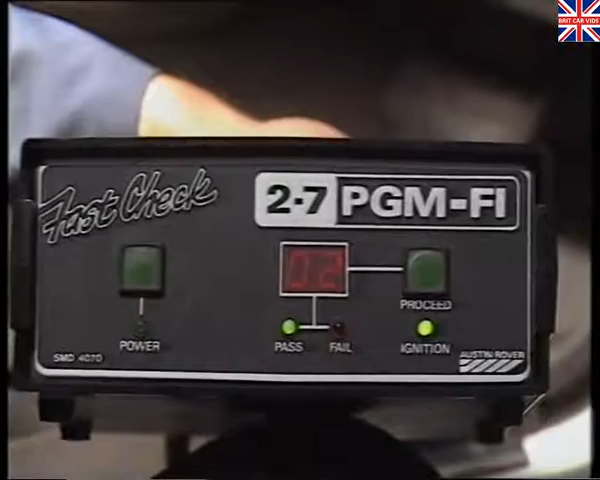 BRIT CAR VIDS
Fast Check
2·7 PGM-FI
02
PROCEED
POWER
PASS
FAIL
IGNITION
SMD 4070
AUSTIN ROVER